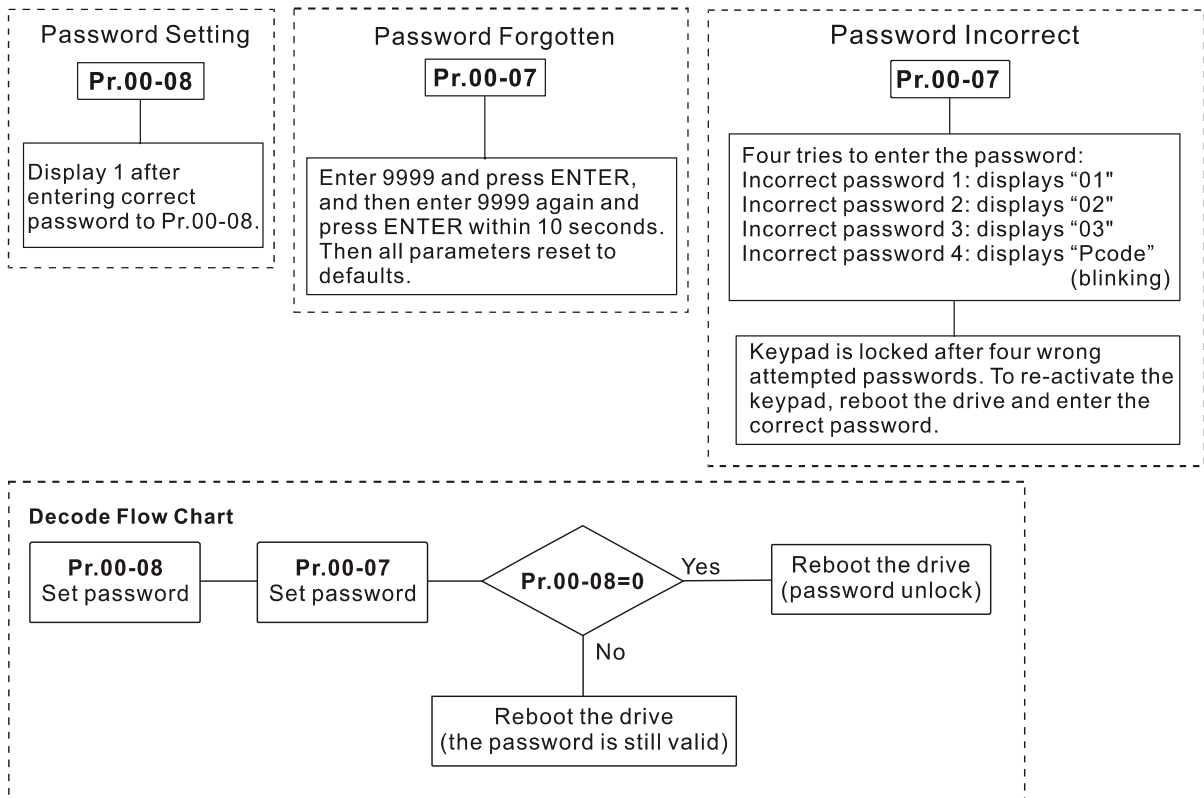 Password Setting
Pr.00-08
Display 1 after
entering correct
password to Pr.00-08.
Password Forgotten
Pr.00-07
Enter 9999 and press ENTER,
and then enter 9999 again and
press ENTER within 10 seconds.
Then all parameters reset to
defaults.
Password Incorrect
Pr.00-07
Four tries to enter the password:
Incorrect password 1: displays “01"
Incorrect password 2: displays “02"
Incorrect password 3: displays “03"
Incorrect password 4: displays “Pcode”
(blinking)
Keypad is locked after four wrong
attempted passwords. To re-activate the
keypad, reboot the drive and enter the
correct password.
Decode Flow Chart
Pr.00-08
Set password
Pr.00-07
Set password
Pr.00-08=0
Yes
Reboot the drive
(password unlock)
No
Reboot the drive
(the password is still valid)